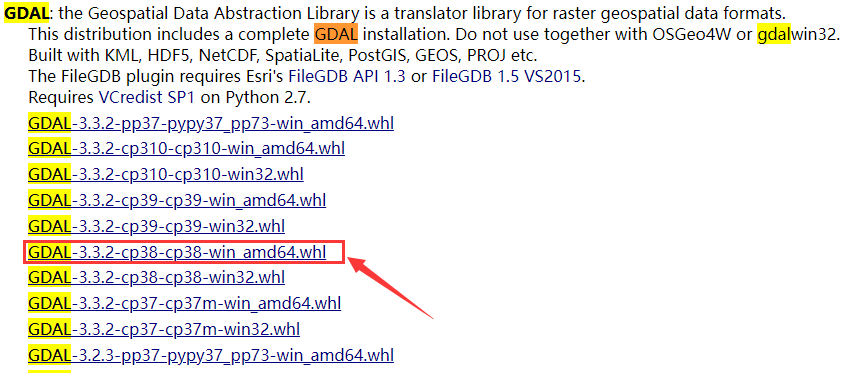 GDAL: the Geospatial Data Abstraction Library is a translator library for raster geospatial data formats.
This distribution includes a complete GDAL installation. Do not use together with OSGeo4W or gdalwin32.
Built with KML, HDF5, NetCDF, SpatiaLite, PostGIS, GEOS, PROJ etc.
The FileGDB plugin requires Esri's FileGDB API 1.3 or FileGDB 1.5 VS2015.
Requires VCredist SP1 on Python 2.7.
GDAL-3.3.2-pp37-pypy37_pp73-win_amd64.whl
GDAL-3.3.2-cp310-cp310-win_amd64.whl
GDAL-3.3.2-cp310-cp310-win32.whl
GDAL-3.3.2-cp39-cp39-win_amd64.whl
GDAL-3.3.2-cp39-cp39-win32.whl
GDAL-3.3.2-cp38-cp38-win_amd64.whl
GDAL-3.3.2-cp38-cp38-win32.whl
GDAL-3.3.2-cp37-cp37m-win_amd64.whl
GDAL-3.3.2-cp37-cp37m-win32.whl
GDAL-3.2.3-pp37-pypy37_pp73-win_amd64.whl